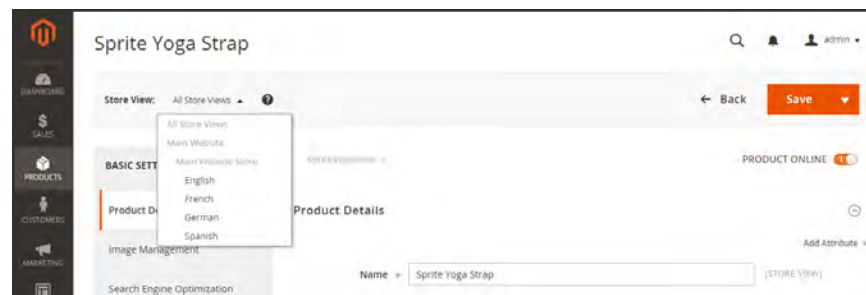 Sprite Yoga Strap
admin
DASHBOARD
Store View: All Store Views
Back
Save
SALES
All Store Views
Main Website
Main Website Store
BASIC SETT
PRODUCT ONLINE
PRODUCTS
English
French
Product De
Product Details
German
CUSTOMERS
Spanish
Image Management
Add Attribute
MARKETING
Name
Sprite Yoga Strap
[STORE VIEW]
Search Engine Optimization